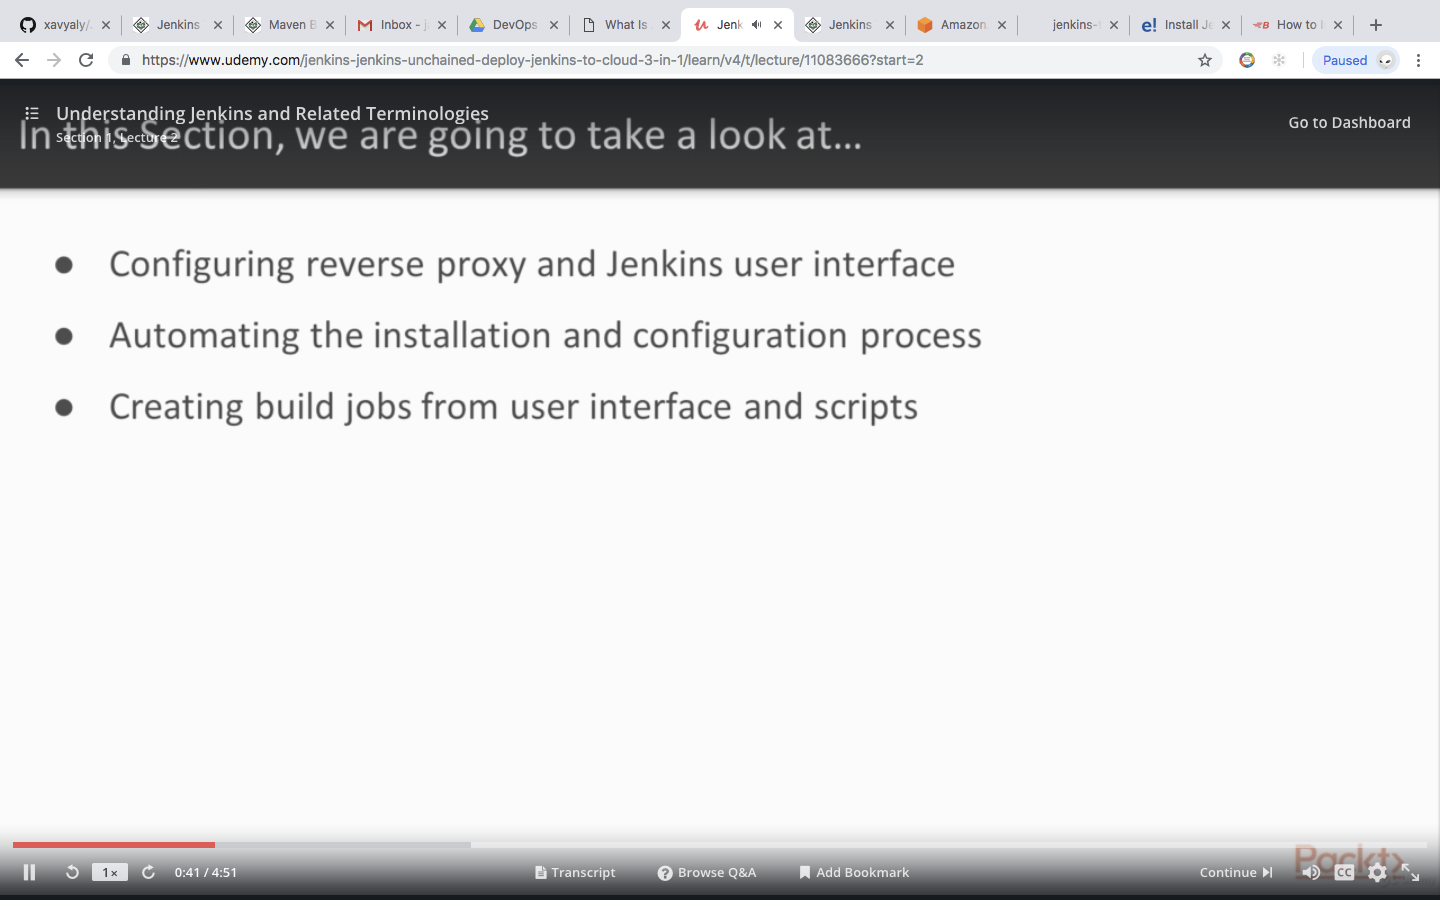 xavyaly/
Jenkins
Maven B
Inbox - j
DevOps
What Is
Jenk
Jenkins
Amazon
jenkins-
Install Je
How to I
https://www.udemy.com/jenkins-jenkins-unchained-deploy-jenkins-to-cloud-3-in-1/learn/v4/t/lecture/11083666?start=2
Paused
Understanding Jenkins and Related Terminologies
Section 1, Lecture 2
Go to Dashboard
In this Section, we are going to take a look at...
● Configuring reverse proxy and Jenkins user interface
● Automating the installation and configuration process
● Creating build jobs from user interface and scripts
1x
0:41 / 4:51
Transcript
Browse Q&A
Add Bookmark
Continue
CC
Packt>